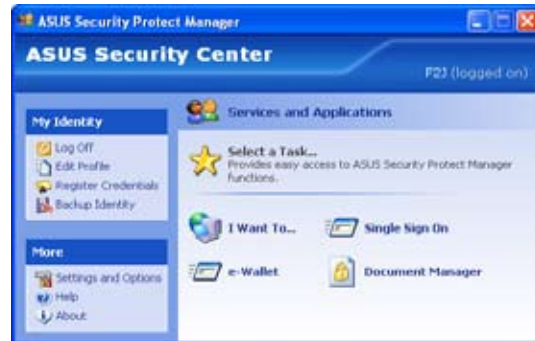 ASUS Security Protect Manager
ASUS Security Center
F2J (logged on)
My Identity
Log Off
Edit Profile
Register Credentials
Backup Identity
More
Settings and Options
Help
About
Services and Applications
Select a Task...
Provides easy access to ASUS Security Protect Manager
functions.
I Want To...
Single Sign On
e-Wallet
Document Manager